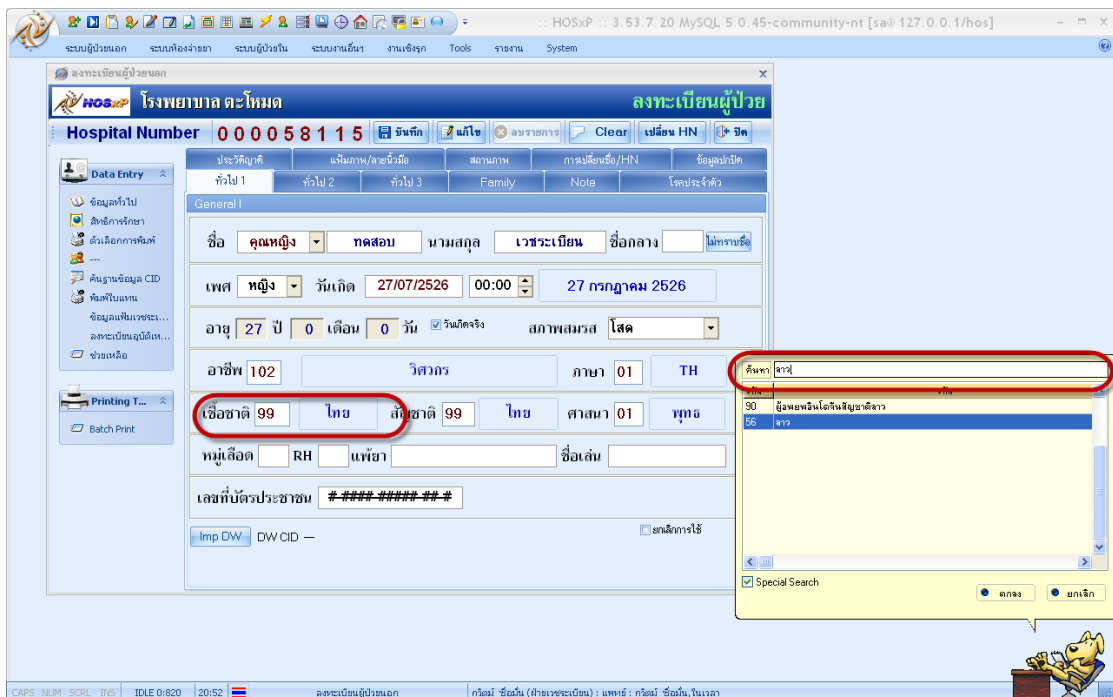 :: HOSxP :: 3.53.7.20 MySQL 5.0.45-community-nt [sa@ 127.0.0.1/hos]
ระบบผู้ป่วยนอก ระบบห้องจ่ายยา ระบบผู้ป่วยใน ระบบงานอื่นๆ งานเชิงรุก Tools รายงาน System
ลงทะเบียนผู้ป่วยนอก
HOSxP โรงพยาบาล ตะโหมด ลงทะเบียนผู้ป่วย
Hospital Number 000058115 บันทึก แก้ไข ลบรายการ Clear เปลี่ยน HN ปิด
Data Entry
ข้อมูลทั่วไป
สิทธิการรักษา
ตัวเลือกการพิมพ์
---
ค้นฐานข้อมูล CID
พิมพ์ใบแทน
ข้อมูลแฟ้มเวชระเ...
ลงทะเบียนอุบัติเห...
ช่วยเหลือ
Printing T...
Batch Print
ประวัติญาติ แฟ้มภาพ/ลายนิ้วมือ สถานภาพ การเปลี่ยนชื่อ/HN ข้อมูลปกปิด
ทั่วไป 1 ทั่วไป 2 ทั่วไป 3 Family Note โรคประจำตัว
General I
ชื่อ คุณหญิง ทดสอบ นามสกุล เวชระเบียน ชื่อกลาง ไม่ทราบชื่อ
เพศ หญิง วันเกิด 27/07/2526 00:00 27 กรกฎาคม 2526
อายุ 27 ปี 0 เดือน 0 วัน วันเกิดจริง สภาพสมรส โสด
อาชีพ 102 วิศวกร ภาษา 01 TH
เชื้อชาติ 99 ไทย สัญชาติ 99 ไทย ศาสนา 01 พุทธ
หมู่เลือด RH แพ้ยา ชื่อเล่น
เลขที่บัตรประชาชน #-####-#####-##-#
Imp DW DW CID — ยกเลิกการใช้
ค้นหา ลาว
90 ผู้อพยพอินโดจีนสัญชาติลาว
56 ลาว
Special Search
ตกลง ยกเลิก
CAPS NUM SCRL INS IDLE 0:820 20:52 ลงทะเบียนผู้ป่วยนอก